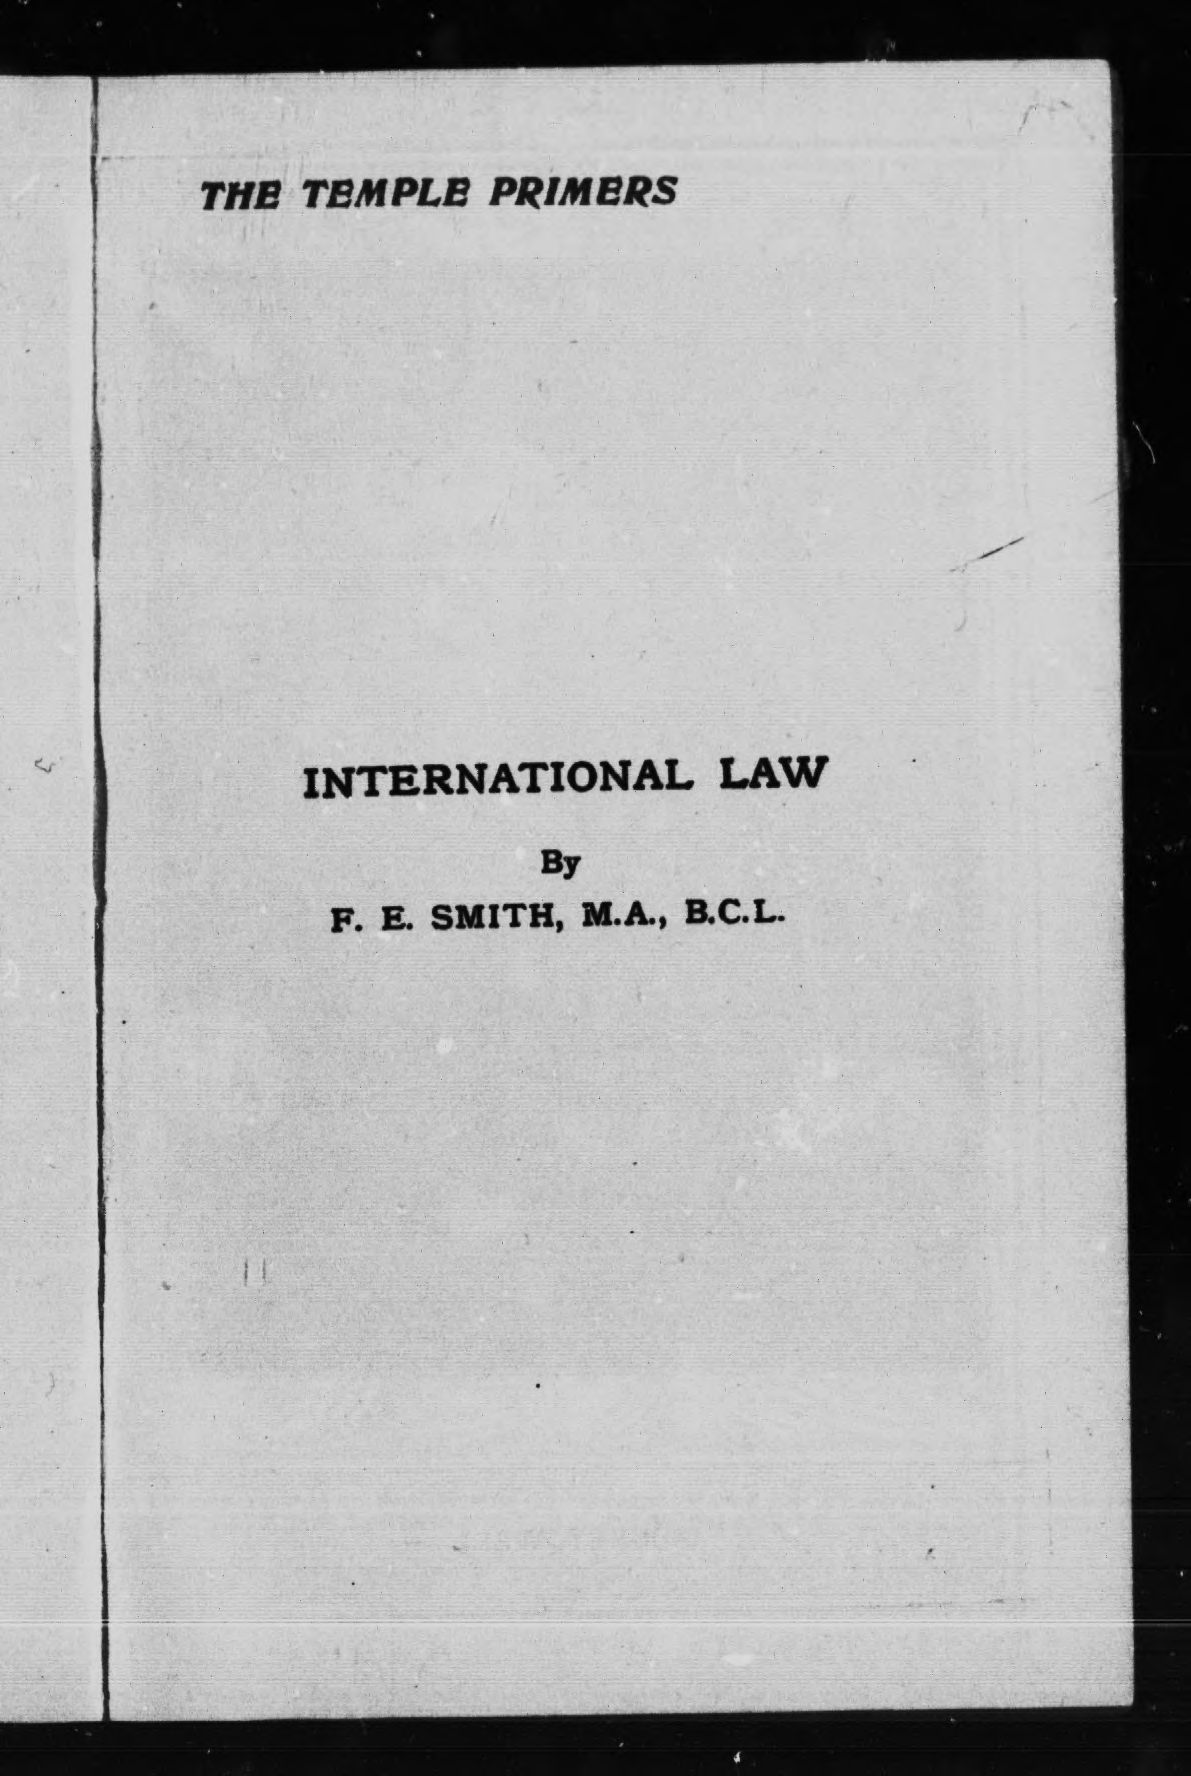 THE TEMPLE PRIMERS
INTERNATIONAL LAW
By
F. E. SMITH, M.A., B.C.L.